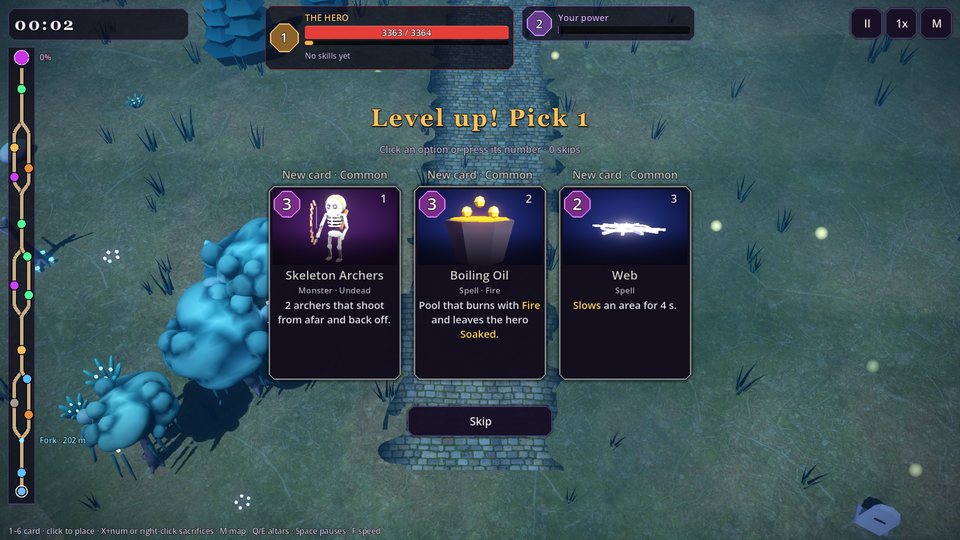 00:02
1
THE HERO
3363 / 3364
No skills yet
2
Your power
II
1x
M
0%
Level up! Pick 1
Click an option or press its number · 0 skips
New card · Common
3
1
Skeleton Archers
Monster · Undead
2 archers that shoot
from afar and back off.
New card · Common
3
2
Boiling Oil
Spell · Fire
Pool that burns with Fire
and leaves the hero
Soaked.
New card · Common
2
3
Web
Spell
Slows an area for 4 s.
Skip
Fork · 202 m
1-6 card · click to place · X+num or right-click sacrifices · M map · Q/E altars · Space pauses · F speed